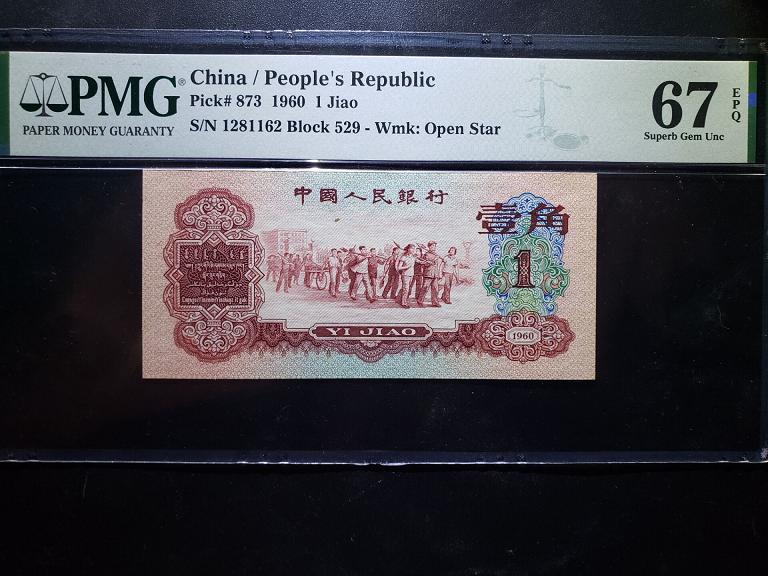 PMG®
PAPER MONEY GUARANTY
China / People's Republic
Pick# 873 1960 1 Jiao
S/N 1281162 Block 529 - Wmk: Open Star
67
EPQ
Superb Gem Unc
中國人民銀行
壹角
1
YI JIAO
1960